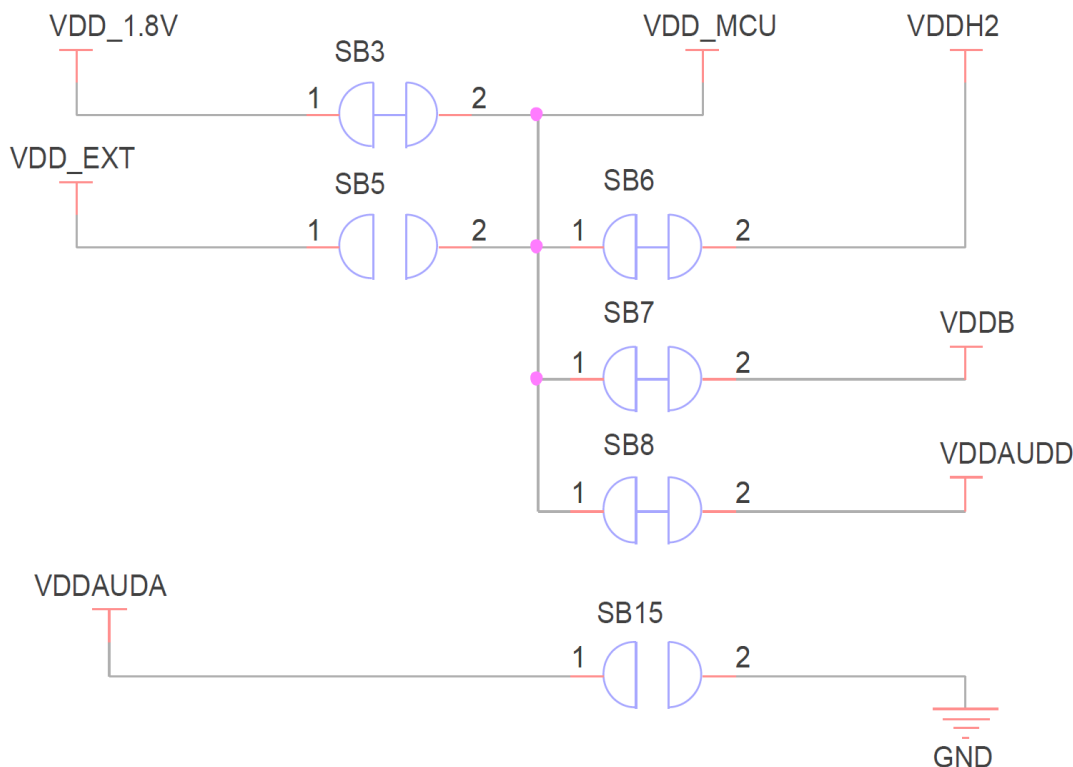 VDD_1.8V
VDD_MCU
VDDH2
SB3
1
2
VDD_EXT
SB5
SB6
1
2
1
2
SB7
VDDB
1
2
SB8
VDDAUDD
1
2
VDDAUDA
SB15
1
2
GND